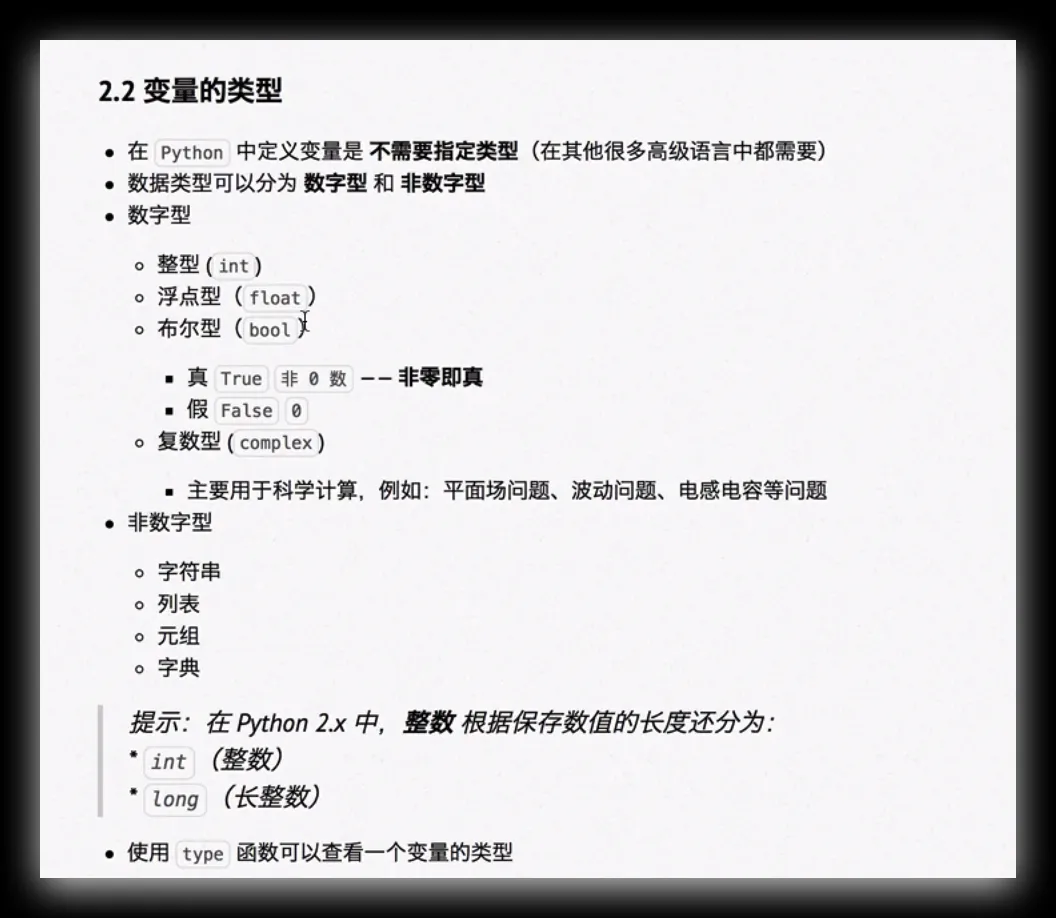 2.2 变量的类型
• 在 Python 中定义变量是 不需要指定类型（在其他很多高级语言中都需要）
• 数据类型可以分为 数字型 和 非数字型
• 数字型
○ 整型 (int)
○ 浮点型（float）
○ 布尔型（bool）
▪ 真 True 非 0 数 —— 非零即真
▪ 假 False 0
○ 复数型 (complex)
▪ 主要用于科学计算，例如：平面场问题、波动问题、电感电容等问题
• 非数字型
○ 字符串
○ 列表
○ 元组
○ 字典
提示：在 Python 2.x 中，整数 根据保存数值的长度还分为：
* int （整数）
* long （长整数）
• 使用 type 函数可以查看一个变量的类型